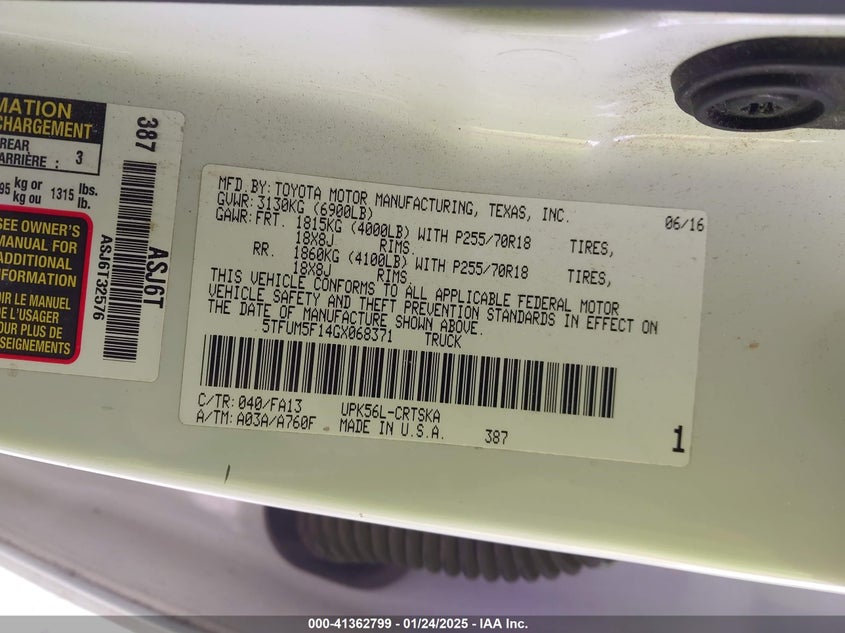 MATION
CHARGEMENT
REAR
ARRIÈRE : 3
95 kg or
kg ou 1315 lbs.
lb.
SEE OWNER'S
MANUAL FOR
ADDITIONAL
INFORMATION
IR LE MANUEL
DE L'USAGER
OUR PLUS DE
SEIGNEMENTS
387
ASJ6T
ASJ6T32576
MFD.BY: TOYOTA MOTOR MANUFACTURING, TEXAS, INC. 06/16
GVWR: 3130KG (6900LB)
GAWR: FRT. 1815KG (4000LB) WITH P255/70R18 TIRES,
18X8J RIMS.
RR. 1860KG (4100LB) WITH P255/70R18 TIRES,
18X8J RIMS.
THIS VEHICLE CONFORMS TO ALL APPLICABLE FEDERAL MOTOR
VEHICLE SAFETY AND THEFT PREVENTION STANDARDS IN EFFECT ON
THE DATE OF MANUFACTURE SHOWN ABOVE.
5TFUM5F14GX068371 TRUCK
C/TR: 040/FA13 UPK56L-CRTSKA
A/TM: A03A/A760F MADE IN U.S.A. 387 1
000-41362799 - 01/24/2025 - IAA Inc.